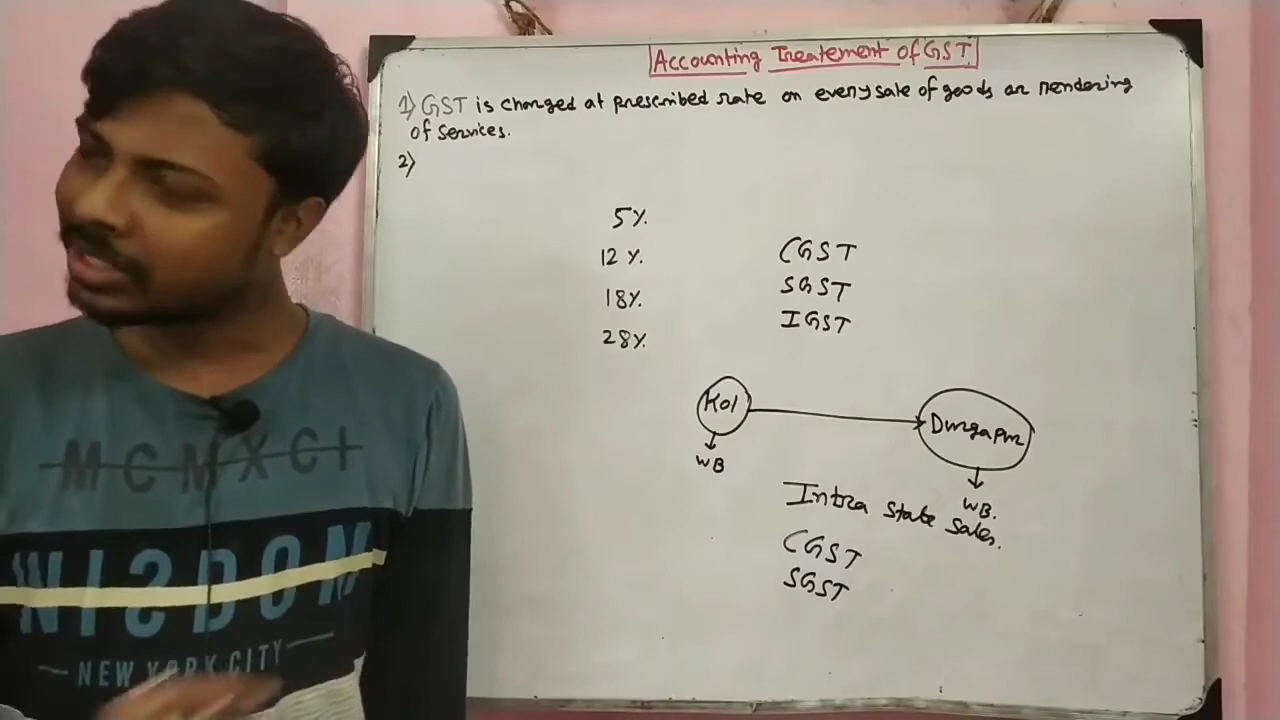 Accounting Treatement of GST
1) GST is charged at prescribed rate on every sale of goods or rendering
of services.
2)
5%.
12 %.
18%.
28%.
CGST
SGST
IGST
Kol
Durgapur
WB
WB.
Intra state sales.
CGST
SGST
MCMXCI
WISDOM
NEW YORK CITY